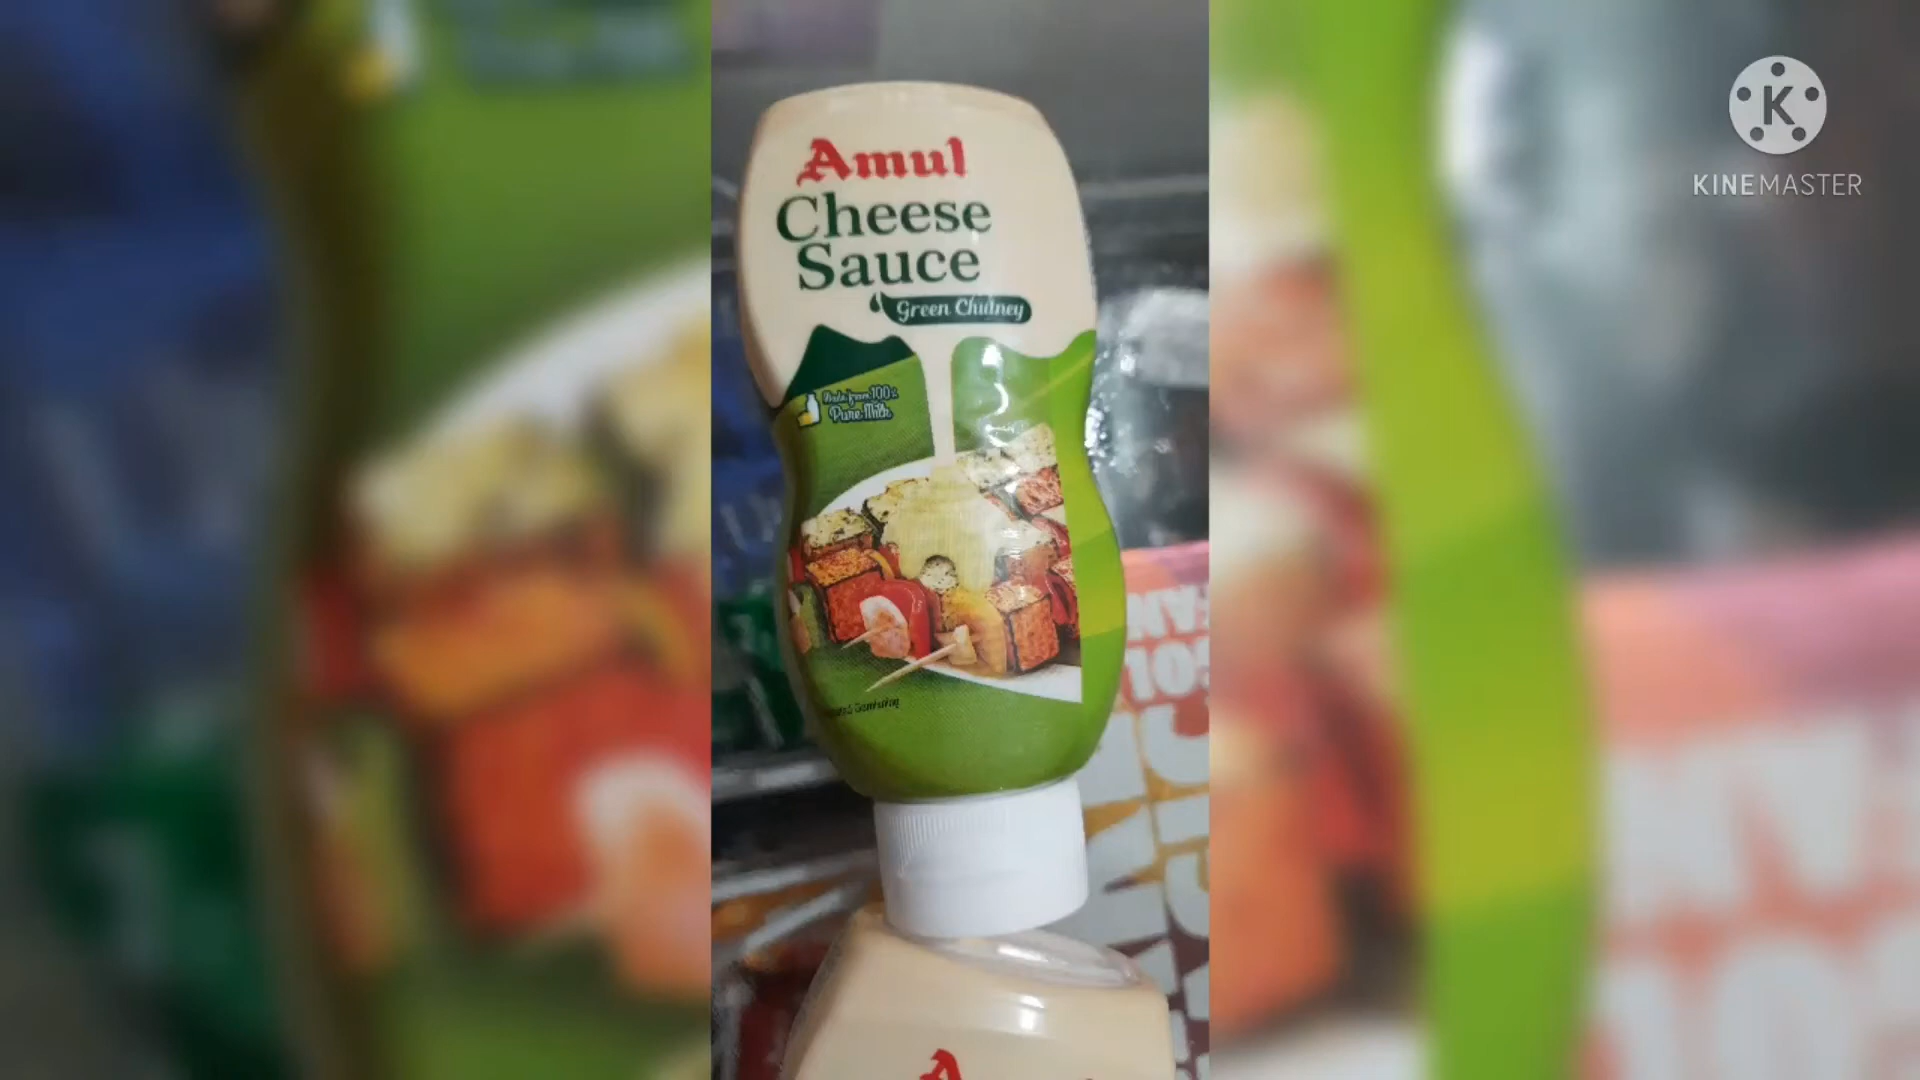 Amul
Cheese
Sauce
Green Chutney
Made from 100%
Pure Milk
KINEMASTER